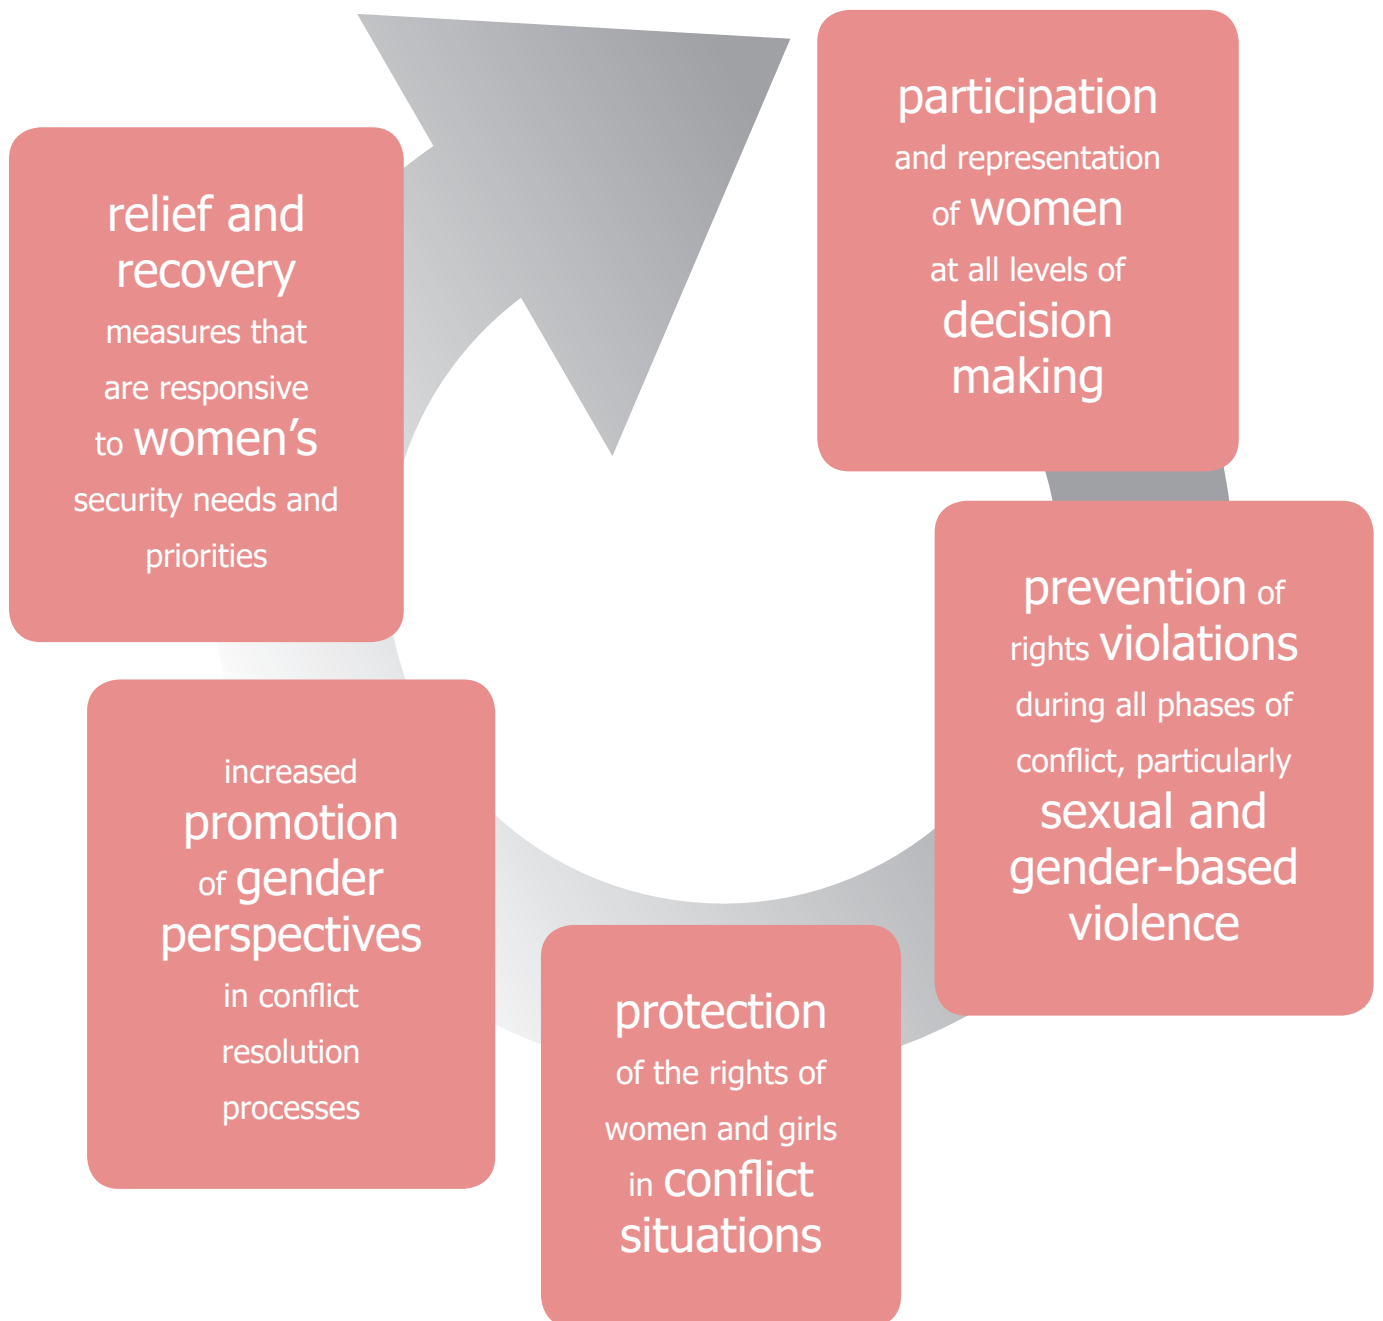 participation
and representation
of women
at all levels of
decision
making
prevention of
rights violations
during all phases of
conflict, particularly
sexual and
gender-based
violence
protection
of the rights of
women and girls
in conflict
situations
increased
promotion
of gender
perspectives
in conflict
resolution
processes
relief and
recovery
measures that
are responsive
to women’s
security needs and
priorities